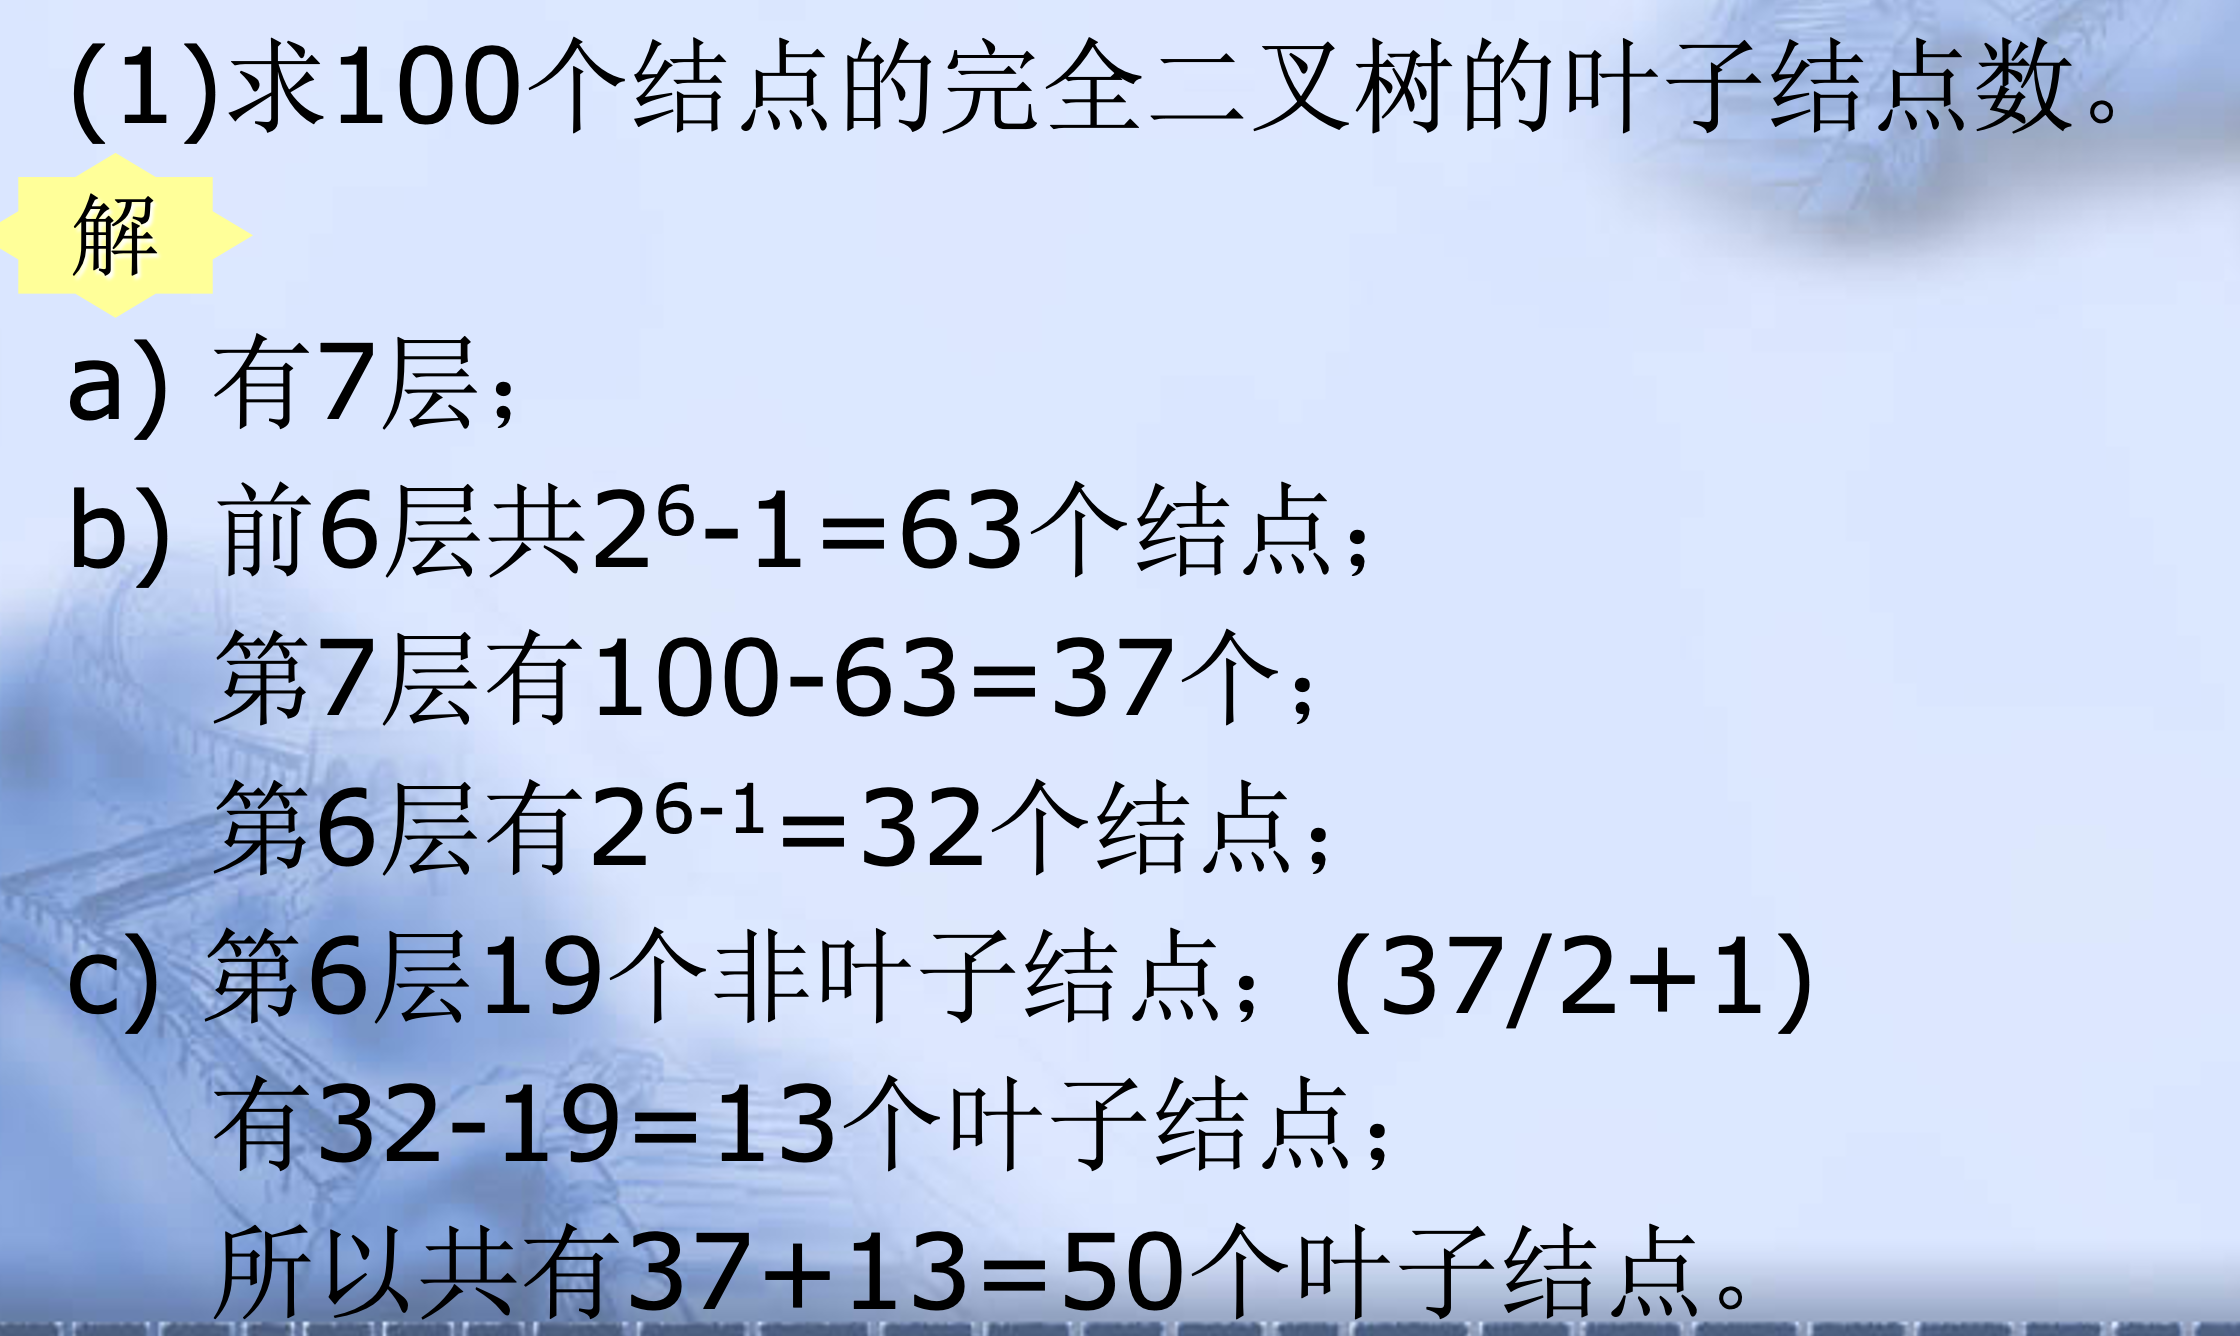 (1)求100个结点的完全二叉树的叶子结点数。
解
a) 有7层；
b) 前6层共2⁶-1=63个结点；
第7层有100-63=37个；
第6层有2⁶⁻¹=32个结点；
c) 第6层19个非叶子结点；(37/2+1)
有32-19=13个叶子结点；
所以共有37+13=50个叶子结点。